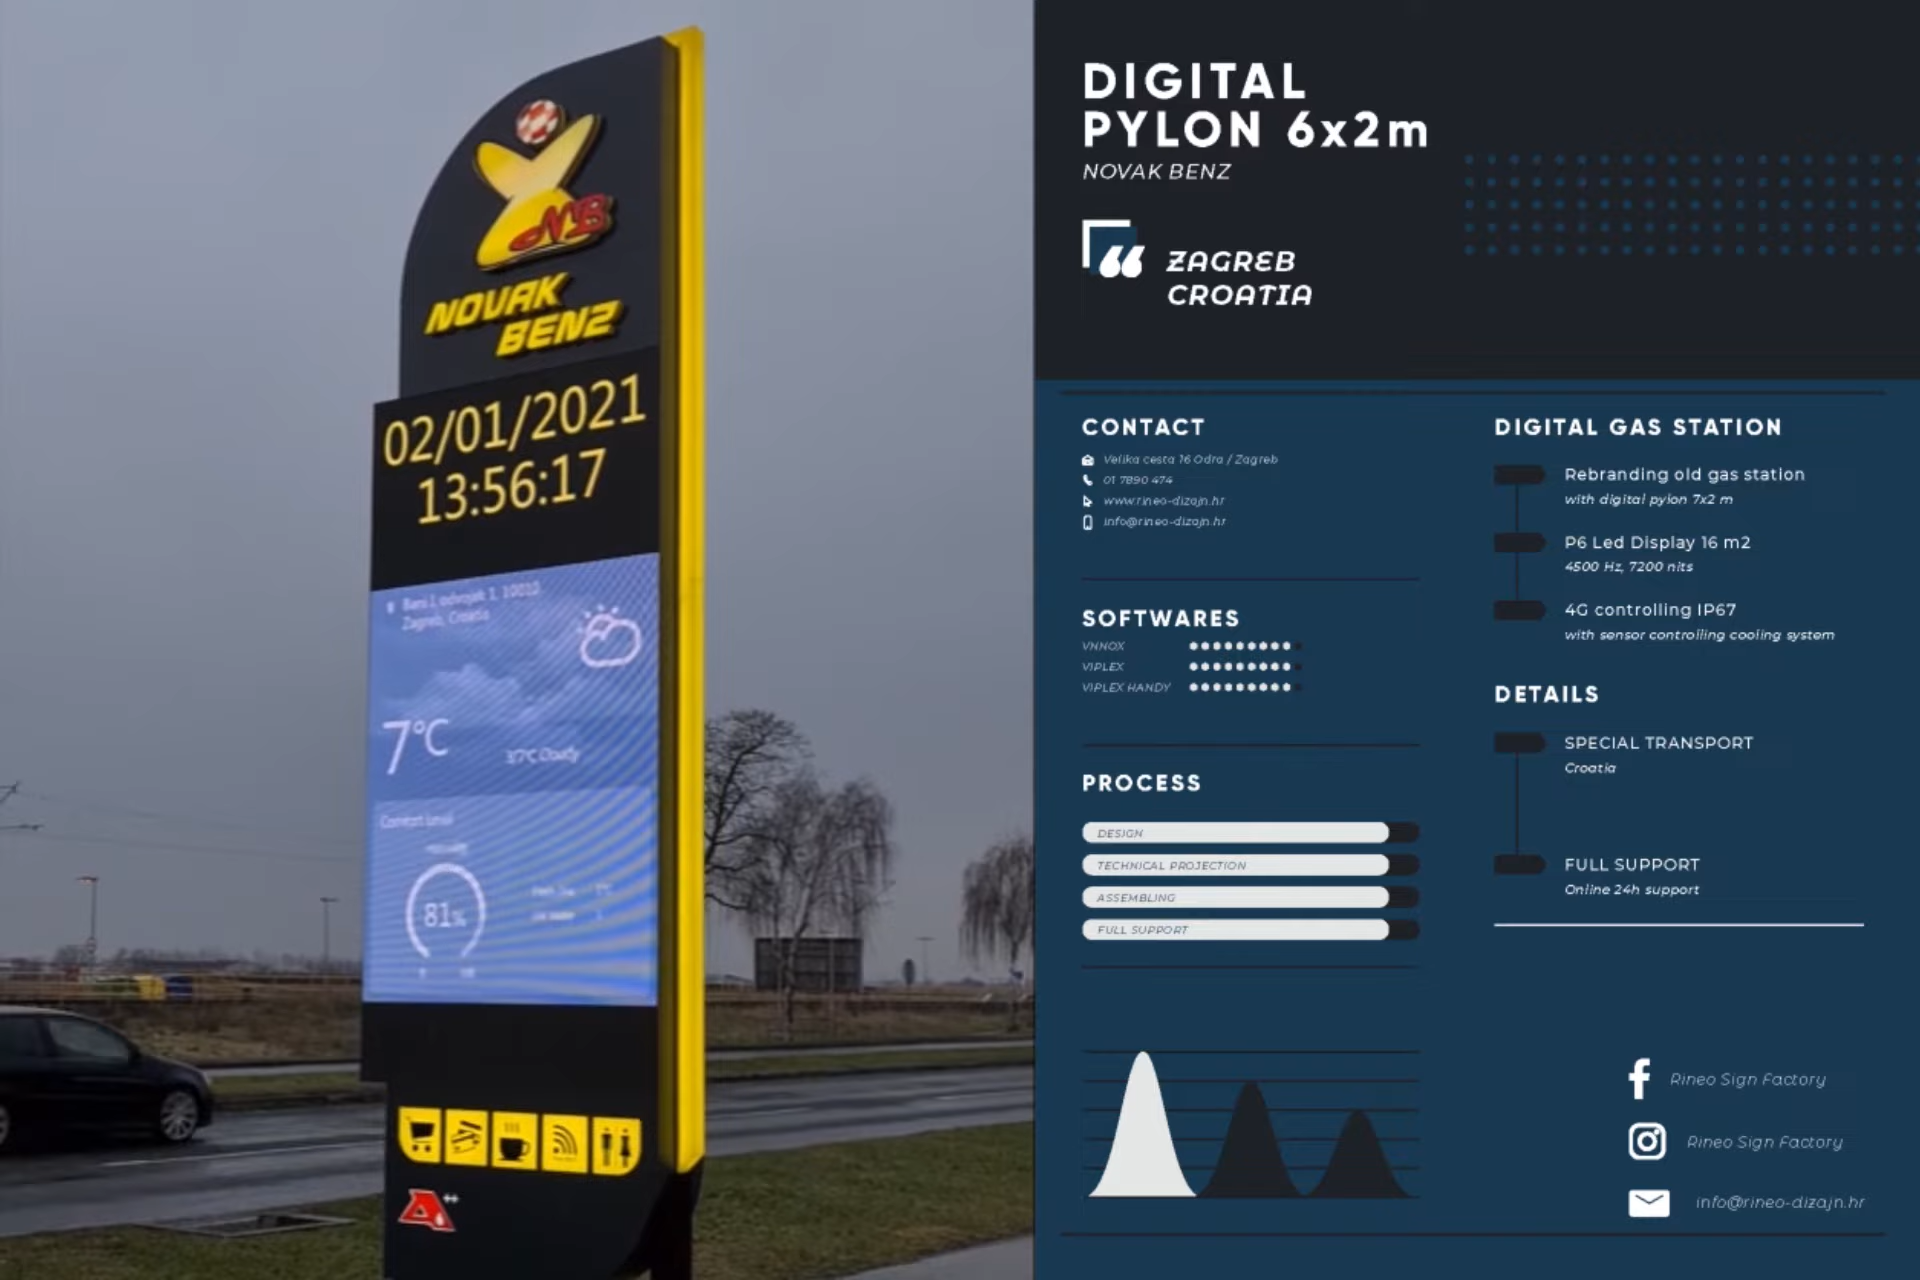 NB
NOVAK
BENZ
02/01/2021
13:56:17
Zagreb, Croatia
7°C
Cloudy
81%
A
DIGITAL
PYLON 6x2m
NOVAK BENZ
ZAGREB
CROATIA
CONTACT
Velika cesta 16 Odra / Zagreb
01 7890 474
www.rineo-dizajn.hr
info@rineo-dizajn.hr
SOFTWARES
VNNOX
VIPLEX
VIPLEX HANDY
PROCESS
DESIGN
TECHNICAL PROJECTION
ASSEMBLING
FULL SUPPORT
DIGITAL GAS STATION
Rebranding old gas station
with digital pylon 7x2 m
P6 Led Display 16 m2
4500 Hz, 7200 nits
4G controlling IP67
with sensor controlling cooling system
DETAILS
SPECIAL TRANSPORT
Croatia
FULL SUPPORT
Online 24h support
Rineo Sign Factory
Rineo Sign Factory
info@rineo-dizajn.hr